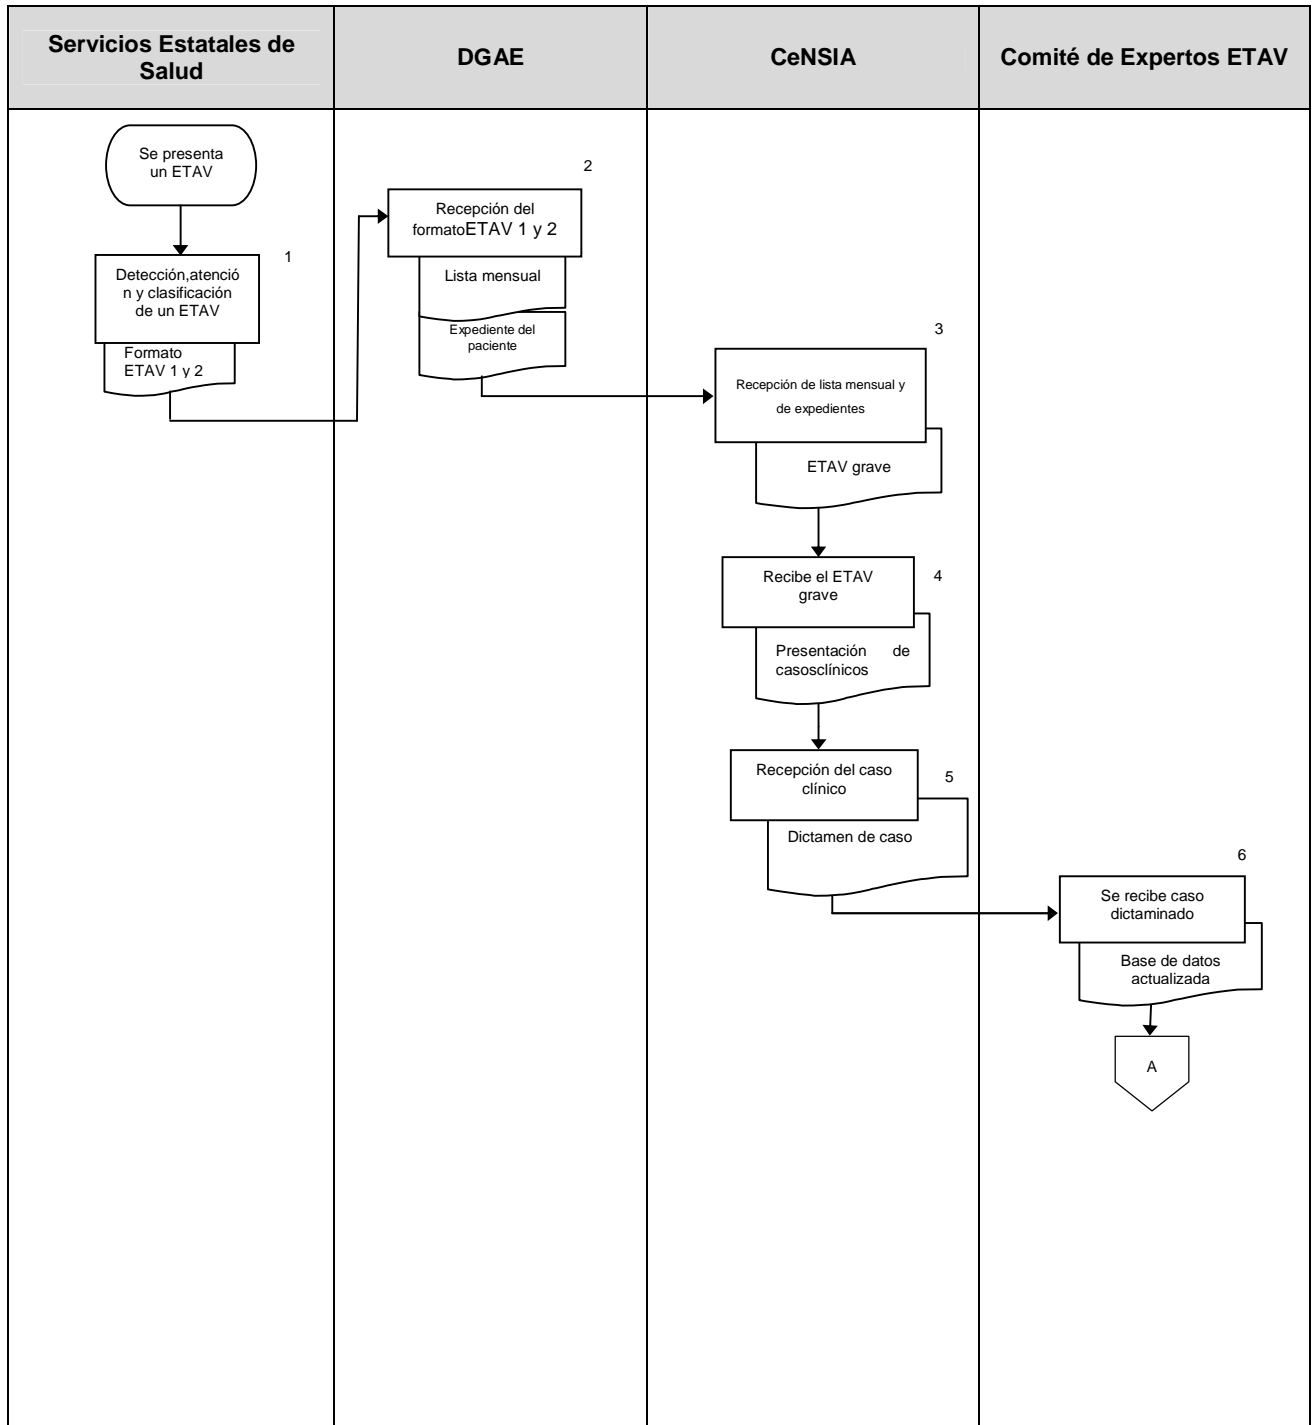 Servicios Estatales de
Salud
DGAE
CeNSIA
Comité de Expertos ETAV
Se presenta
un ETAV
1
Detección,atenció
n y clasificación
de un ETAV
Formato
ETAV 1 y 2
2
Recepción del
formatoETAV 1 y 2
Lista mensual
Expediente del
paciente
3
Recepción de lista mensual y
de expedientes
ETAV grave
Recibe el ETAV
grave
4
Presentación de
casosclínicos
Recepción del caso
clínico
5
Dictamen de caso
6
Se recibe caso
dictaminado
Base de datos
actualizada
A